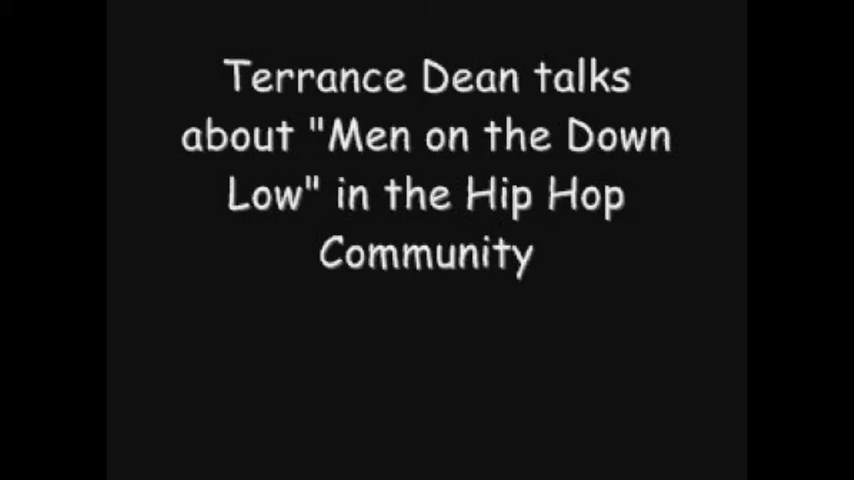 Terrance Dean talks
about "Men on the Down
Low" in the Hip Hop
Community